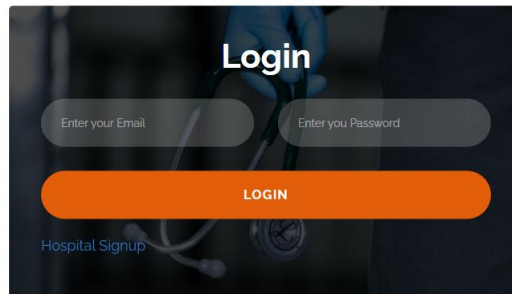 Login
Enter your Email
Enter you Password
LOGIN
Hospital Signup